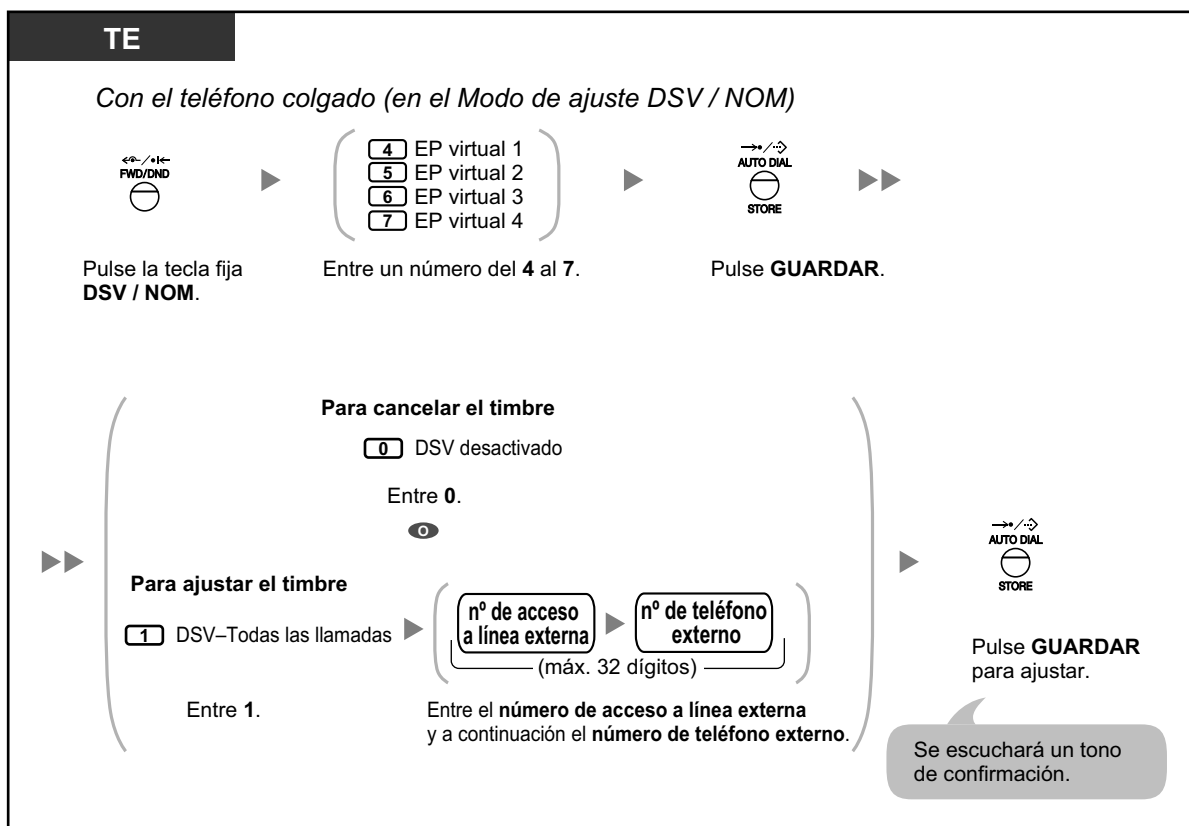 TE
Con el teléfono colgado (en el Modo de ajuste DSV / NOM)
FWD/DND
4 EP virtual 1
5 EP virtual 2
6 EP virtual 3
7 EP virtual 4
AUTO DIAL
STORE
Pulse la tecla fija
DSV / NOM.
Entre un número del 4 al 7.
Pulse GUARDAR.
Para cancelar el timbre
0 DSV desactivado
Entre 0.
O
Para ajustar el timbre
1 DSV–Todas las llamadas
nº de acceso
a línea externa
nº de teléfono
externo
(máx. 32 dígitos)
Entre 1.
Entre el número de acceso a línea externa
y a continuación el número de teléfono externo.
AUTO DIAL
STORE
Pulse GUARDAR
para ajustar.
Se escuchará un tono
de confirmación.